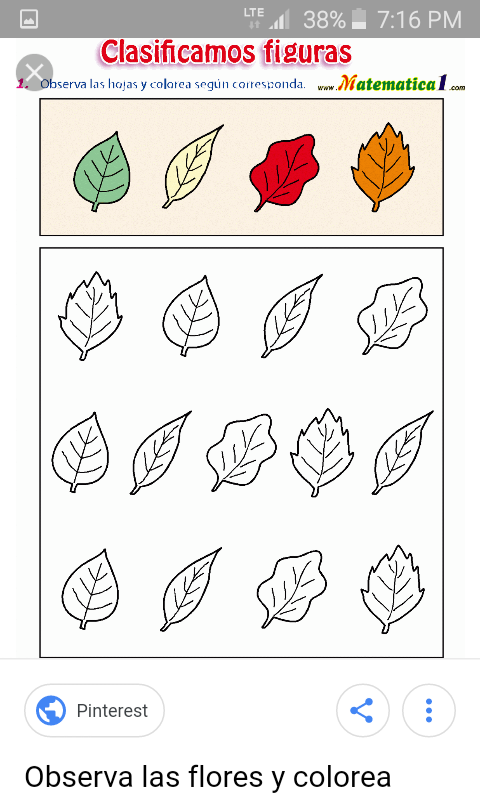 LTE 38% 7:16 PM
Clasificamos figuras
1. Observa las hojas y colorea según corresponda. www.Matematica1.com
Pinterest
Observa las flores y colorea